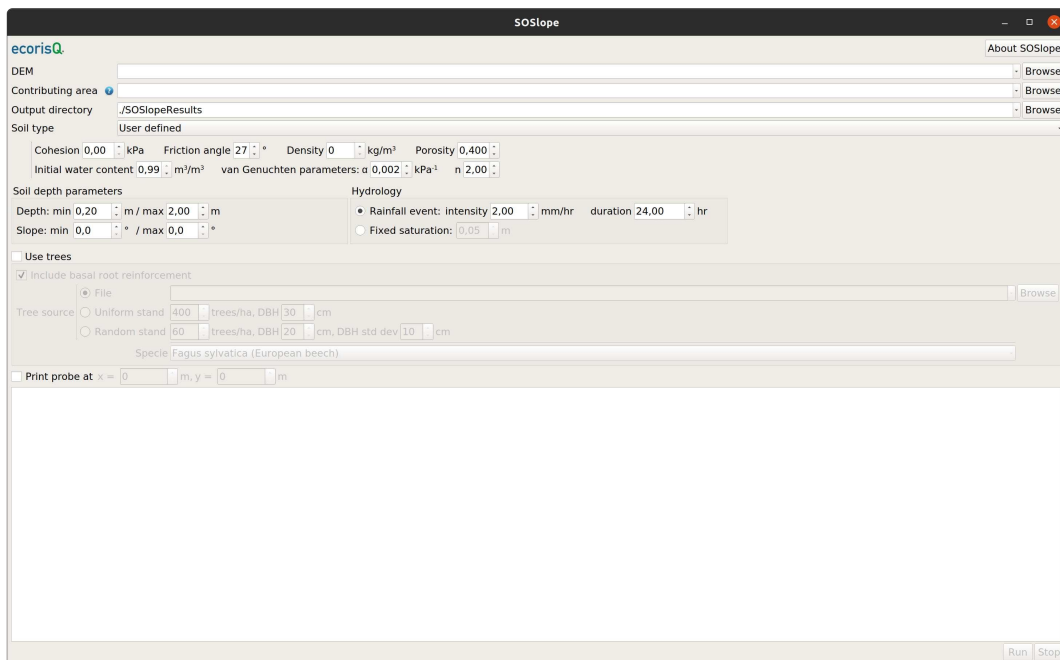 SOSlope
ecorisQ
About SOSlope
DEM Browse
Contributing area ? Browse
Output directory ./SOSlopeResults Browse
Soil type User defined
Cohesion 0,00 kPa Friction angle 27 ° Density 0 kg/m³ Porosity 0,400
Initial water content 0,99 m³/m³ van Genuchten parameters: α 0,002 kPa⁻¹ n 2,00
Soil depth parameters Hydrology
Depth: min 0,20 m / max 2,00 m Rainfall event: intensity 2,00 mm/hr duration 24,00 hr
Slope: min 0,0 ° / max 0,0 ° Fixed saturation: 0,05 m
Use trees
Include basal root reinforcement
File Browse
Tree source Uniform stand 400 trees/ha, DBH 30 cm
Random stand 60 trees/ha, DBH 20 cm, DBH std dev 10 cm
Specie Fagus sylvatica (European beech)
Print probe at x = 0 m, y = 0 m
Run Stop